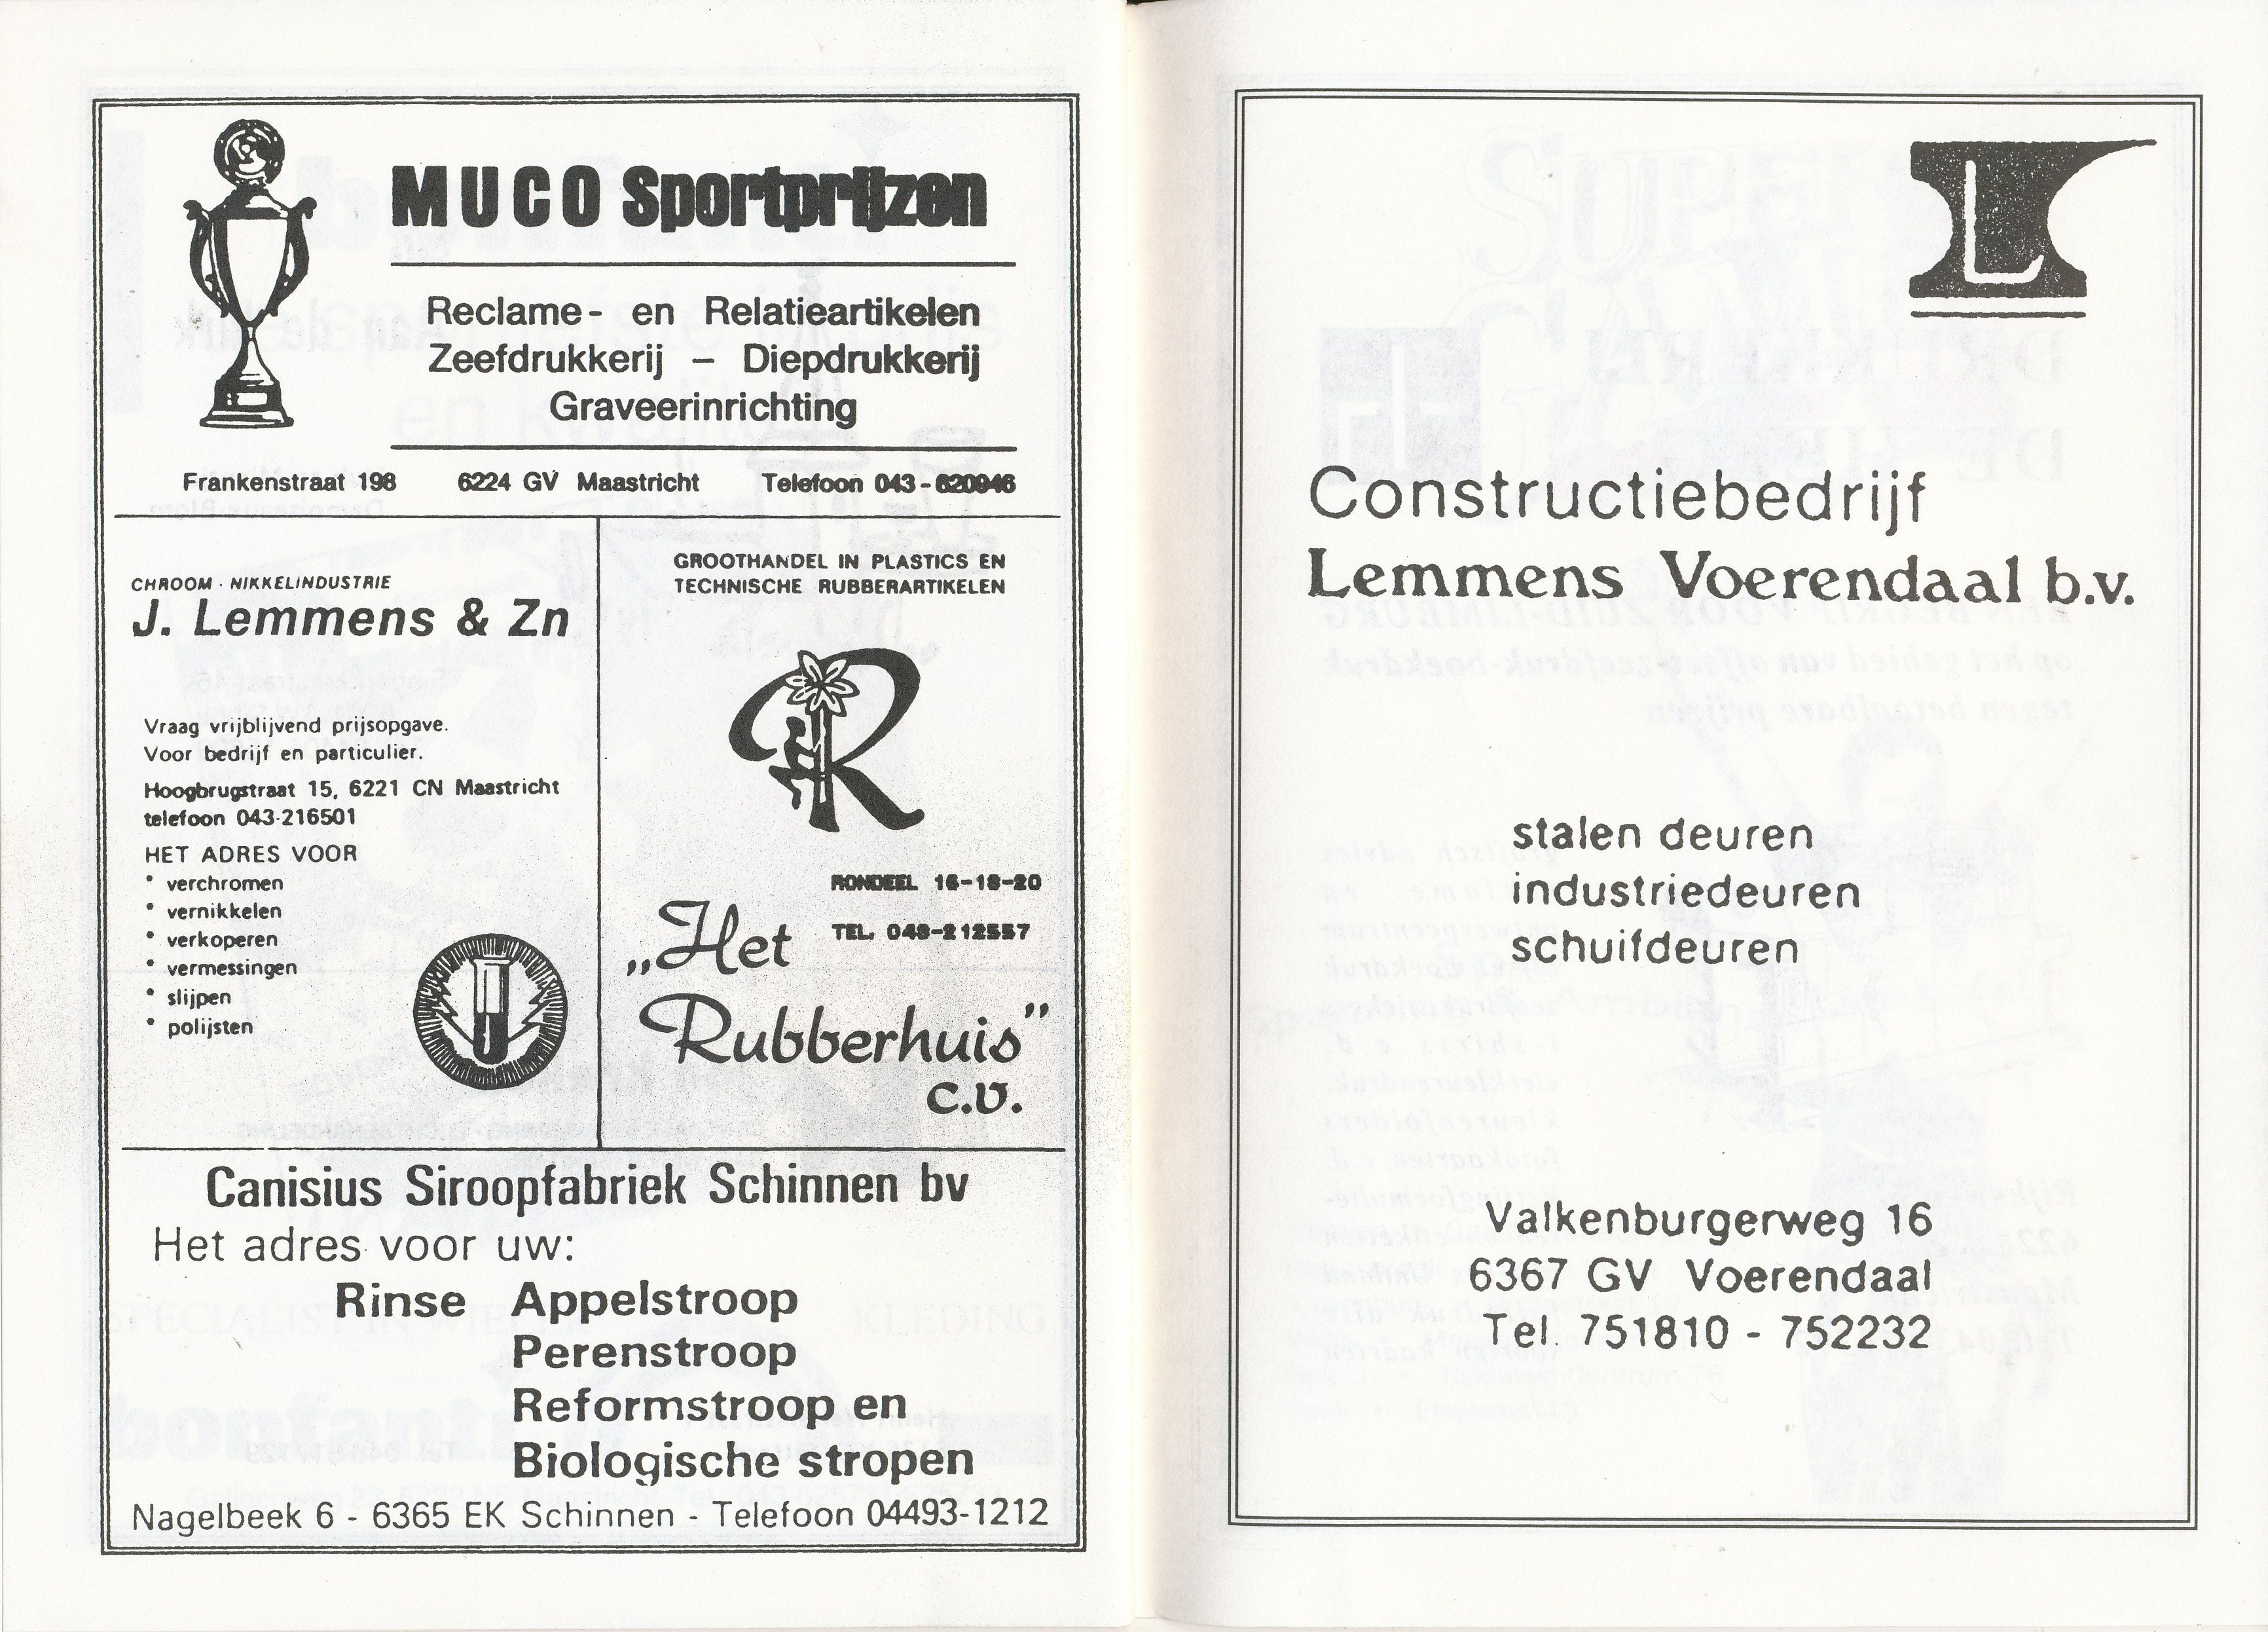 MUCO Sportprijzen
Reclame- en Relatieartikelen
Zeefdrukkerij – Diepdrukkerij
Graveerinrichting
Frankenstraat 198 6224 GV Maastricht Telefoon 043-620946
CHROOM · NIKKELINDUSTRIE
J. Lemmens & Zn
Vraag vrijblijvend prijsopgave.
Voor bedrijf en particulier.
Hoogbrugstraat 15, 6221 CN Maastricht
telefoon 043-216501
HET ADRES VOOR
* verchromen
* vernikkelen
* verkoperen
* vermessingen
* slijpen
* polijsten
GROOTHANDEL IN PLASTICS EN
TECHNISCHE RUBBERARTIKELEN
R
RONDEEL 16-18-20
TEL. 043-212557
„Het
Rubberhuis”
c.v.
Canisius Siroopfabriek Schinnen bv
Het adres voor uw:
Rinse Appelstroop
Perenstroop
Reformstroop en
Biologische stropen
Nagelbeek 6 - 6365 EK Schinnen - Telefoon 04493-1212
L
Constructiebedrijf
Lemmens Voerendaal b.v.
stalen deuren
industriedeuren
schuifdeuren
Valkenburgerweg 16
6367 GV Voerendaal
Tel. 751810 - 752232